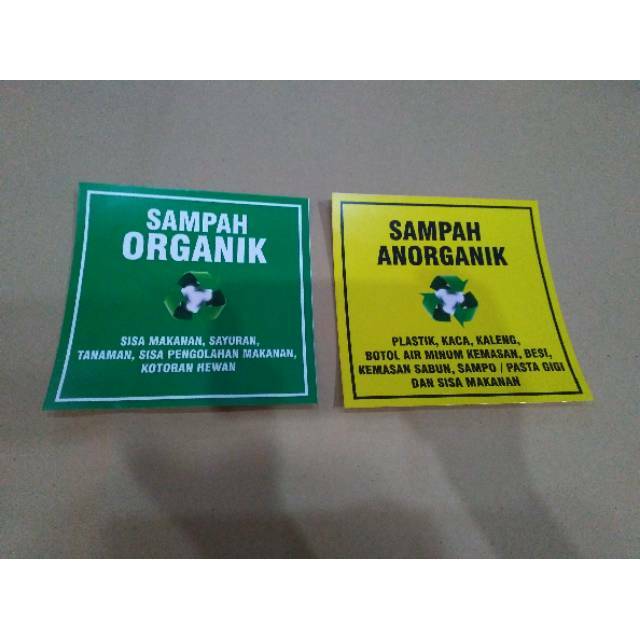 SAMPAH
ORGANIK
SISA MAKANAN, SAYURAN,
TANAMAN, SISA PENGOLAHAN MAKANAN,
KOTORAN HEWAN
SAMPAH
ANORGANIK
PLASTIK, KACA, KALENG,
BOTOL AIR MINUM KEMASAN, BESI,
KEMASAN SABUN, SAMPO / PASTA GIGI
DAN SISA MAKANAN